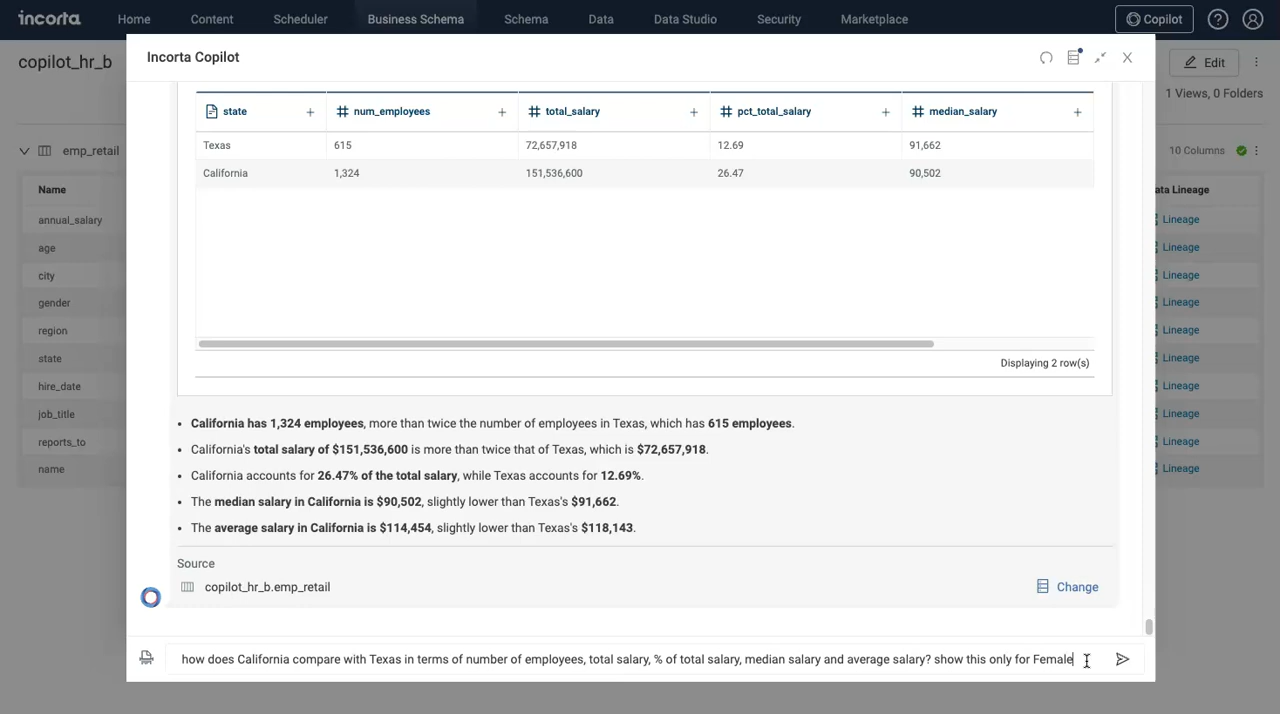 incorta
Home
Content
Scheduler
Business Schema
Schema
Data
Data Studio
Security
Marketplace
Copilot
copilot_hr_b
Edit
1 Views, 0 Folders
emp_retail
10 Columns
Name
annual_salary
age
city
gender
region
state
hire_date
job_title
reports_to
name
ata Lineage
Lineage
Lineage
Lineage
Lineage
Lineage
Lineage
Lineage
Lineage
Lineage
Lineage
Incorta Copilot
state num_employees total_salary pct_total_salary median_salary
Texas 615 72,657,918 12.69 91,662
California 1,324 151,536,600 26.47 90,502
Displaying 2 row(s)
• California has 1,324 employees, more than twice the number of employees in Texas, which has 615 employees.
• California's total salary of $151,536,600 is more than twice that of Texas, which is $72,657,918.
• California accounts for 26.47% of the total salary, while Texas accounts for 12.69%.
• The median salary in California is $90,502, slightly lower than Texas's $91,662.
• The average salary in California is $114,454, slightly lower than Texas's $118,143.
Source
copilot_hr_b.emp_retail
Change
how does California compare with Texas in terms of number of employees, total salary, % of total salary, median salary and average salary? show this only for Female